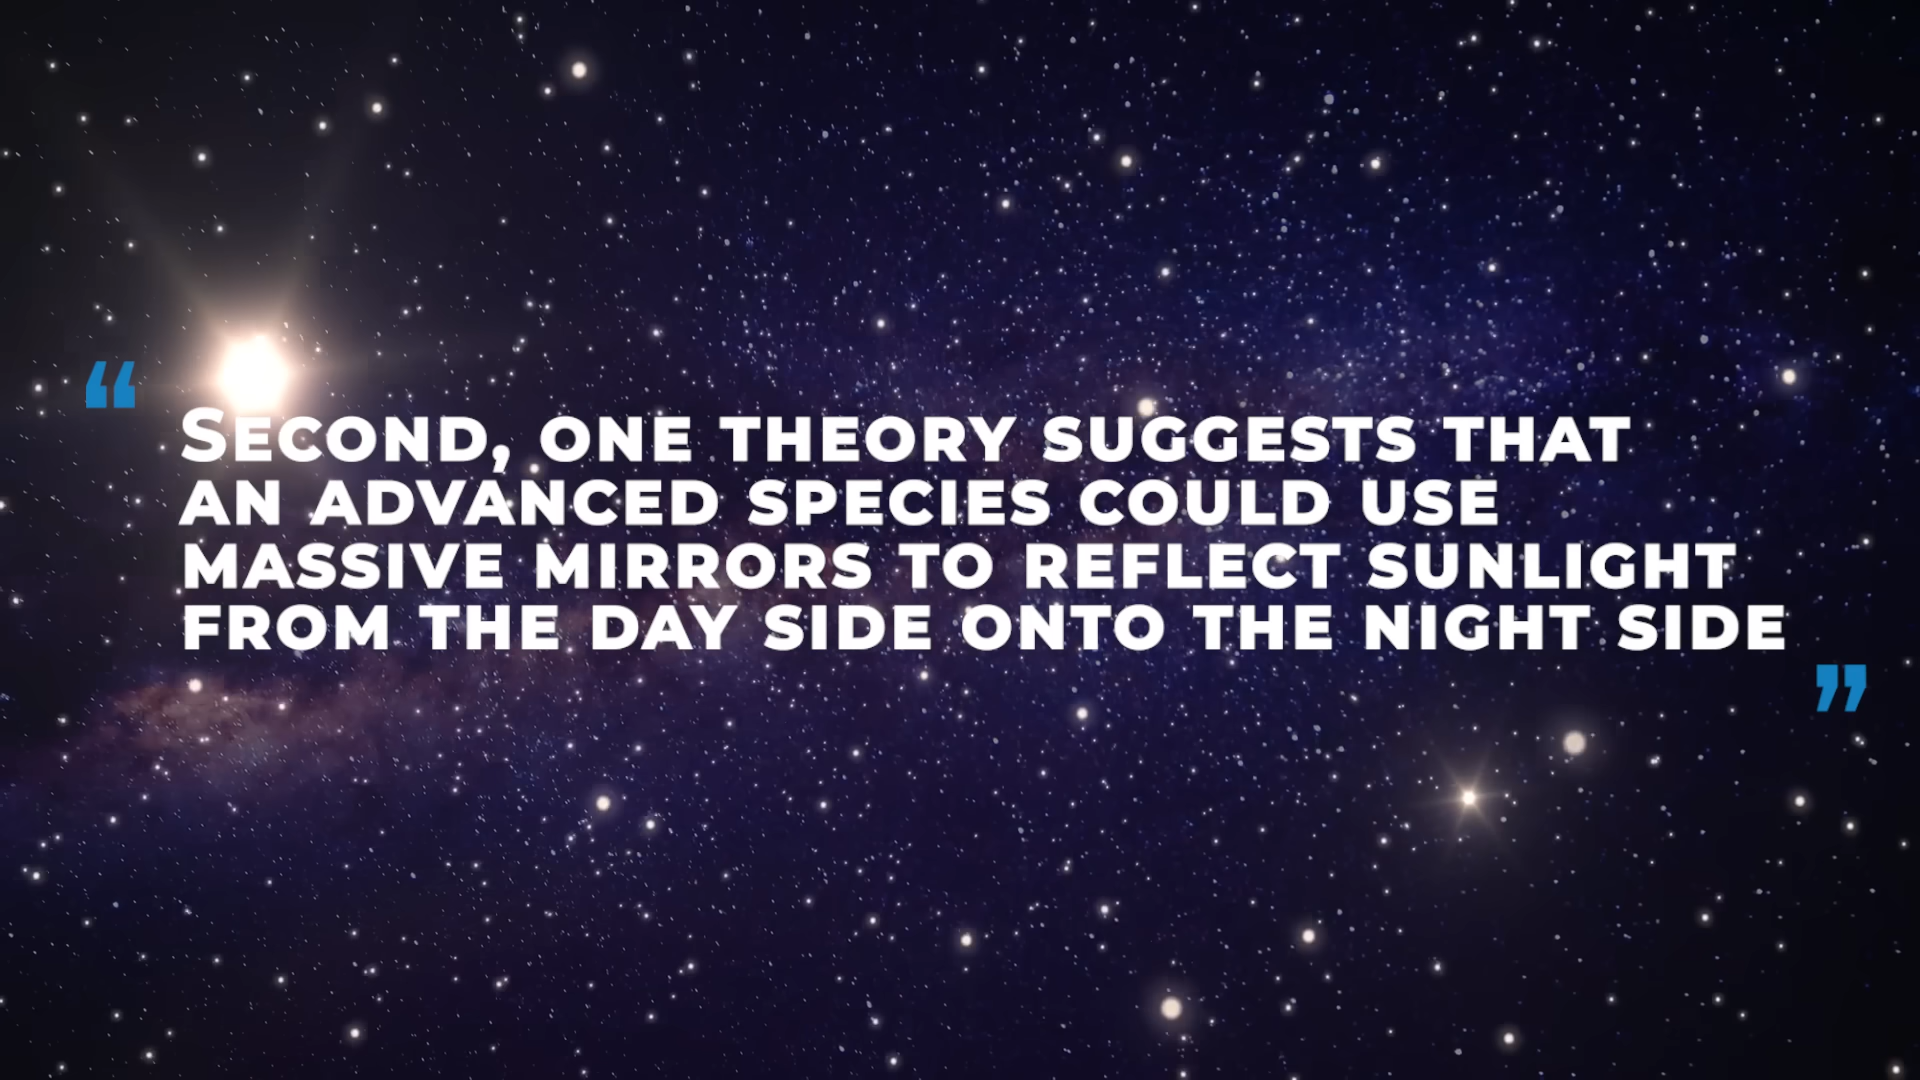 “Second, one theory suggests that
an advanced species could use
massive mirrors to reflect sunlight
from the day side onto the night side”